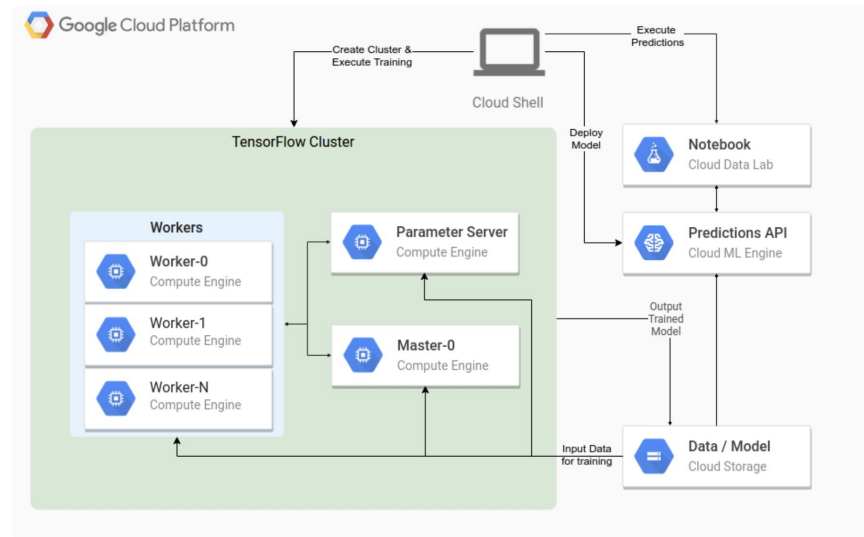 Google Cloud Platform
Create Cluster &
Execute Training
Execute
Predictions
Cloud Shell
TensorFlow Cluster
Deploy
Model
Notebook
Cloud Data Lab
Workers
Worker-0
Compute Engine
Worker-1
Compute Engine
Worker-N
Compute Engine
Parameter Server
Compute Engine
Master-0
Compute Engine
Predictions API
Cloud ML Engine
Output
Trained
Model
Input Data
for training
Data / Model
Cloud Storage